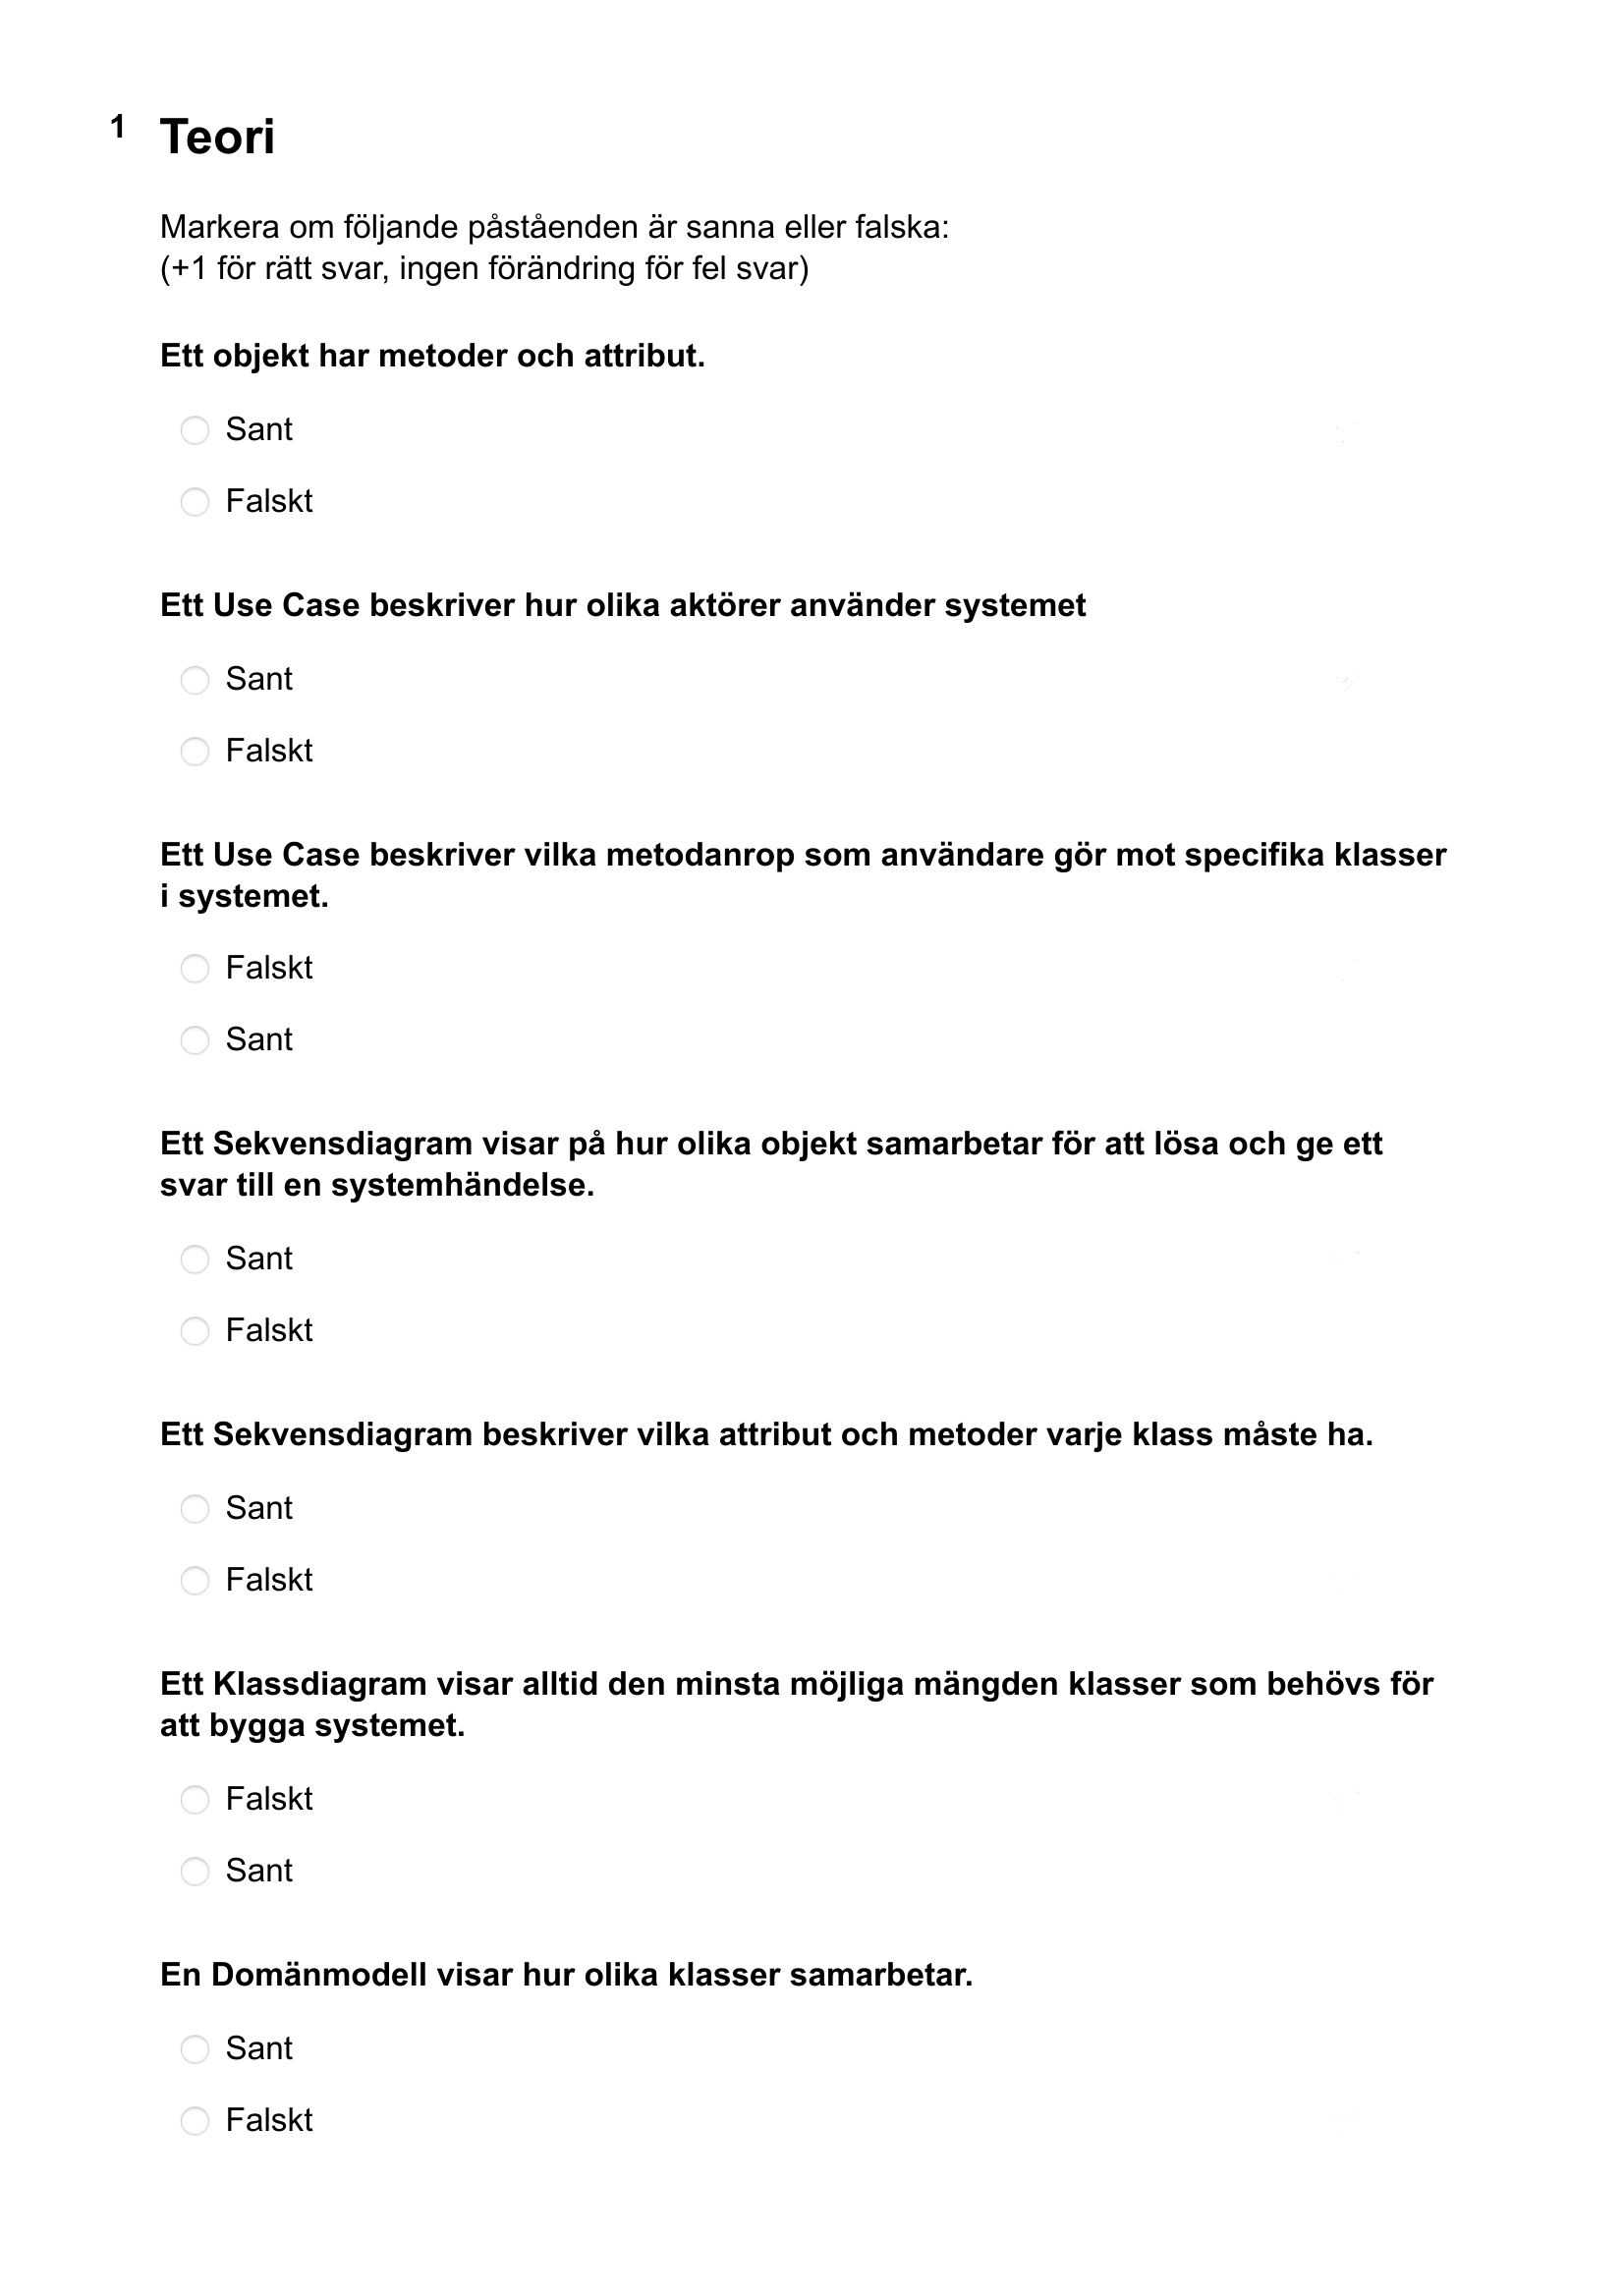 1 Teori
Markera om följande påståenden är sanna eller falska:
(+1 för rätt svar, ingen förändring för fel svar)
Ett objekt har metoder och attribut.
Sant
Falskt
Ett Use Case beskriver hur olika aktörer använder systemet
Sant
Falskt
Ett Use Case beskriver vilka metodanrop som användare gör mot specifika klasser
i systemet.
Falskt
Sant
Ett Sekvensdiagram visar på hur olika objekt samarbetar för att lösa och ge ett
svar till en systemhändelse.
Sant
Falskt
Ett Sekvensdiagram beskriver vilka attribut och metoder varje klass måste ha.
Sant
Falskt
Ett Klassdiagram visar alltid den minsta möjliga mängden klasser som behövs för
att bygga systemet.
Falskt
Sant
En Domänmodell visar hur olika klasser samarbetar.
Sant
Falskt